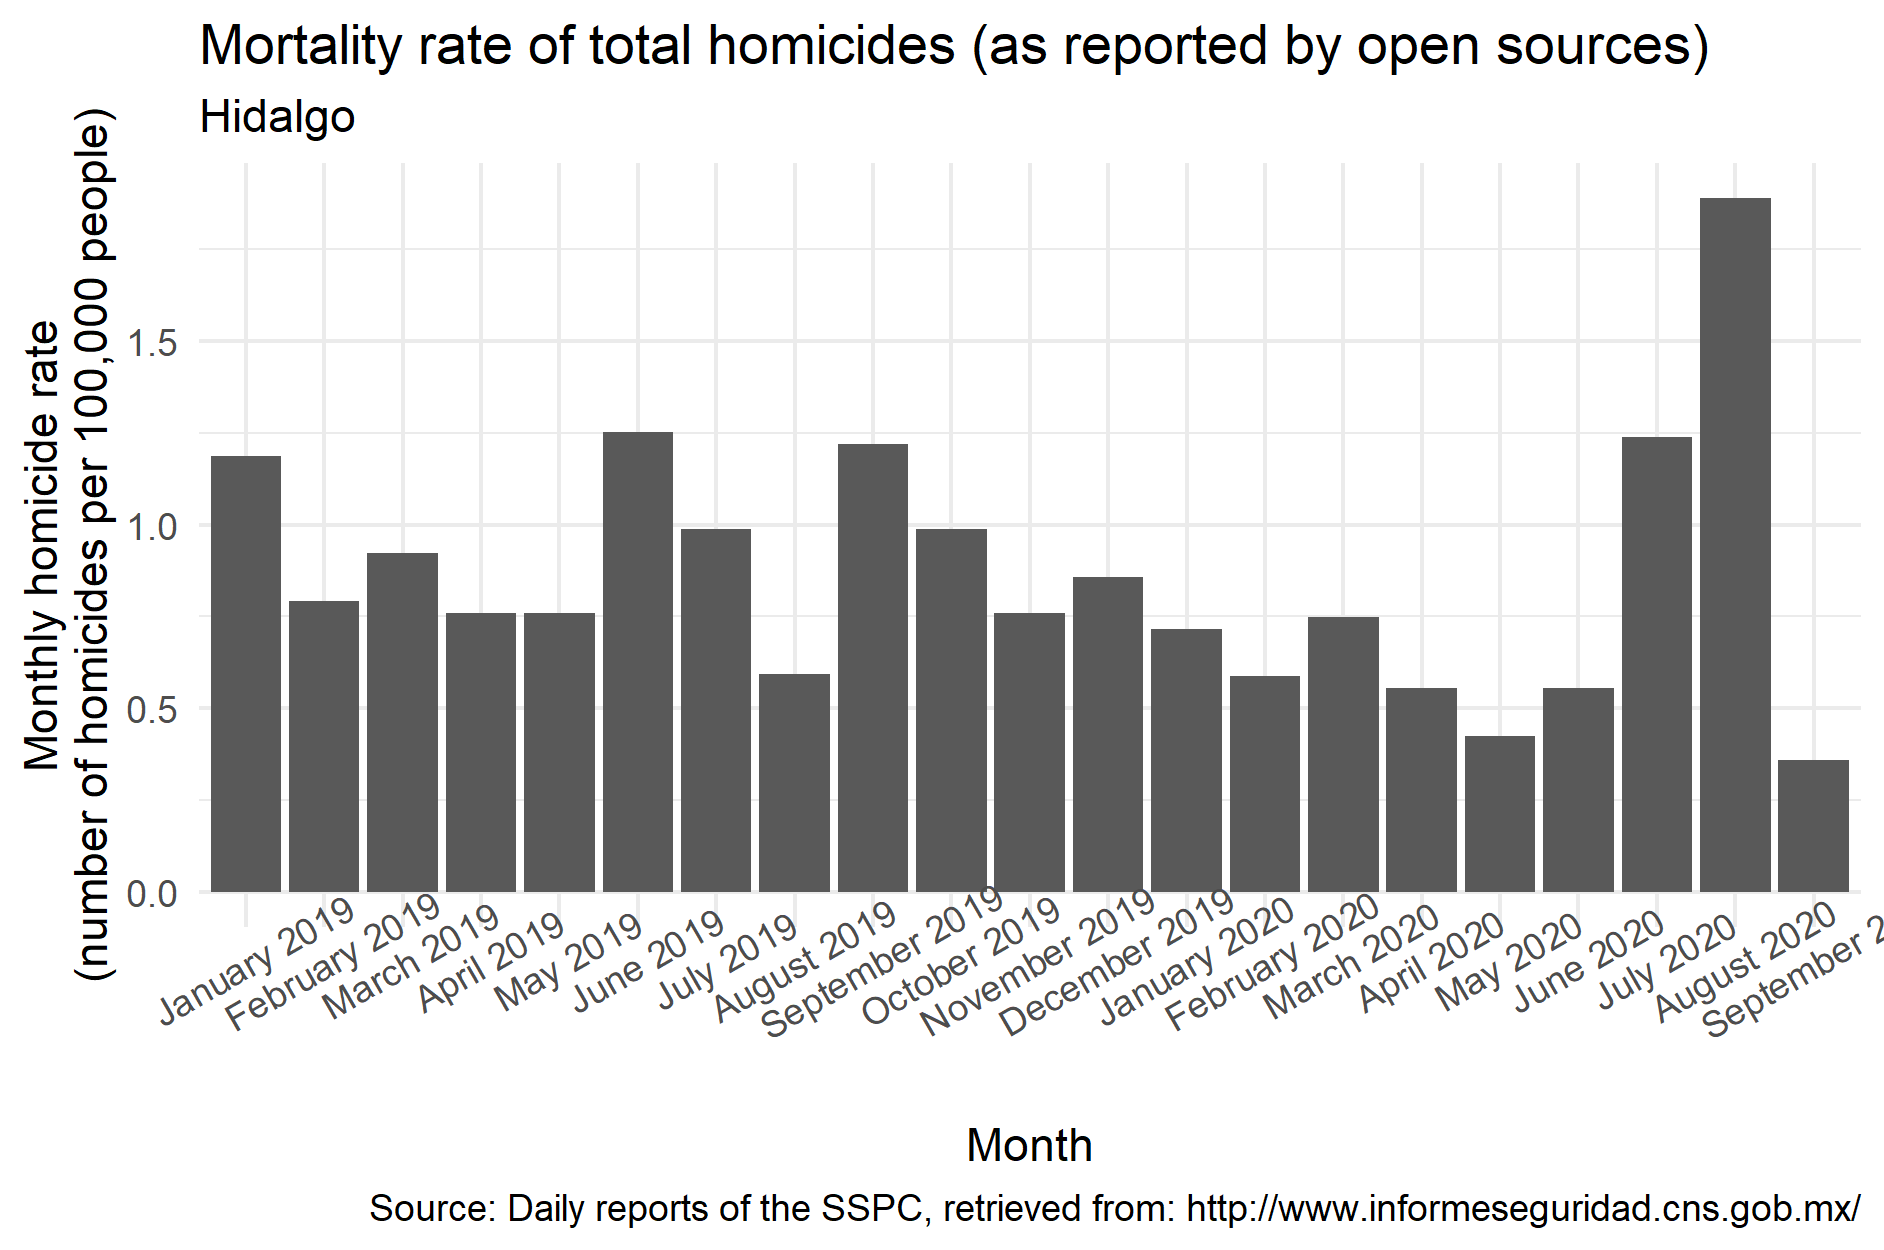 Mortality rate of total homicides (as reported by open sources)
Hidalgo
Monthly homicide rate
(number of homicides per 100,000 people)
1.5
1.0
0.5
0.0
January 2019
February 2019
March 2019
April 2019
May 2019
June 2019
July 2019
August 2019
September 2019
October 2019
November 2019
December 2019
January 2020
February 2020
March 2020
April 2020
May 2020
June 2020
July 2020
August 2020
September 2
Month
Source: Daily reports of the SSPC, retrieved from: http://www.informeseguridad.cns.gob.mx/